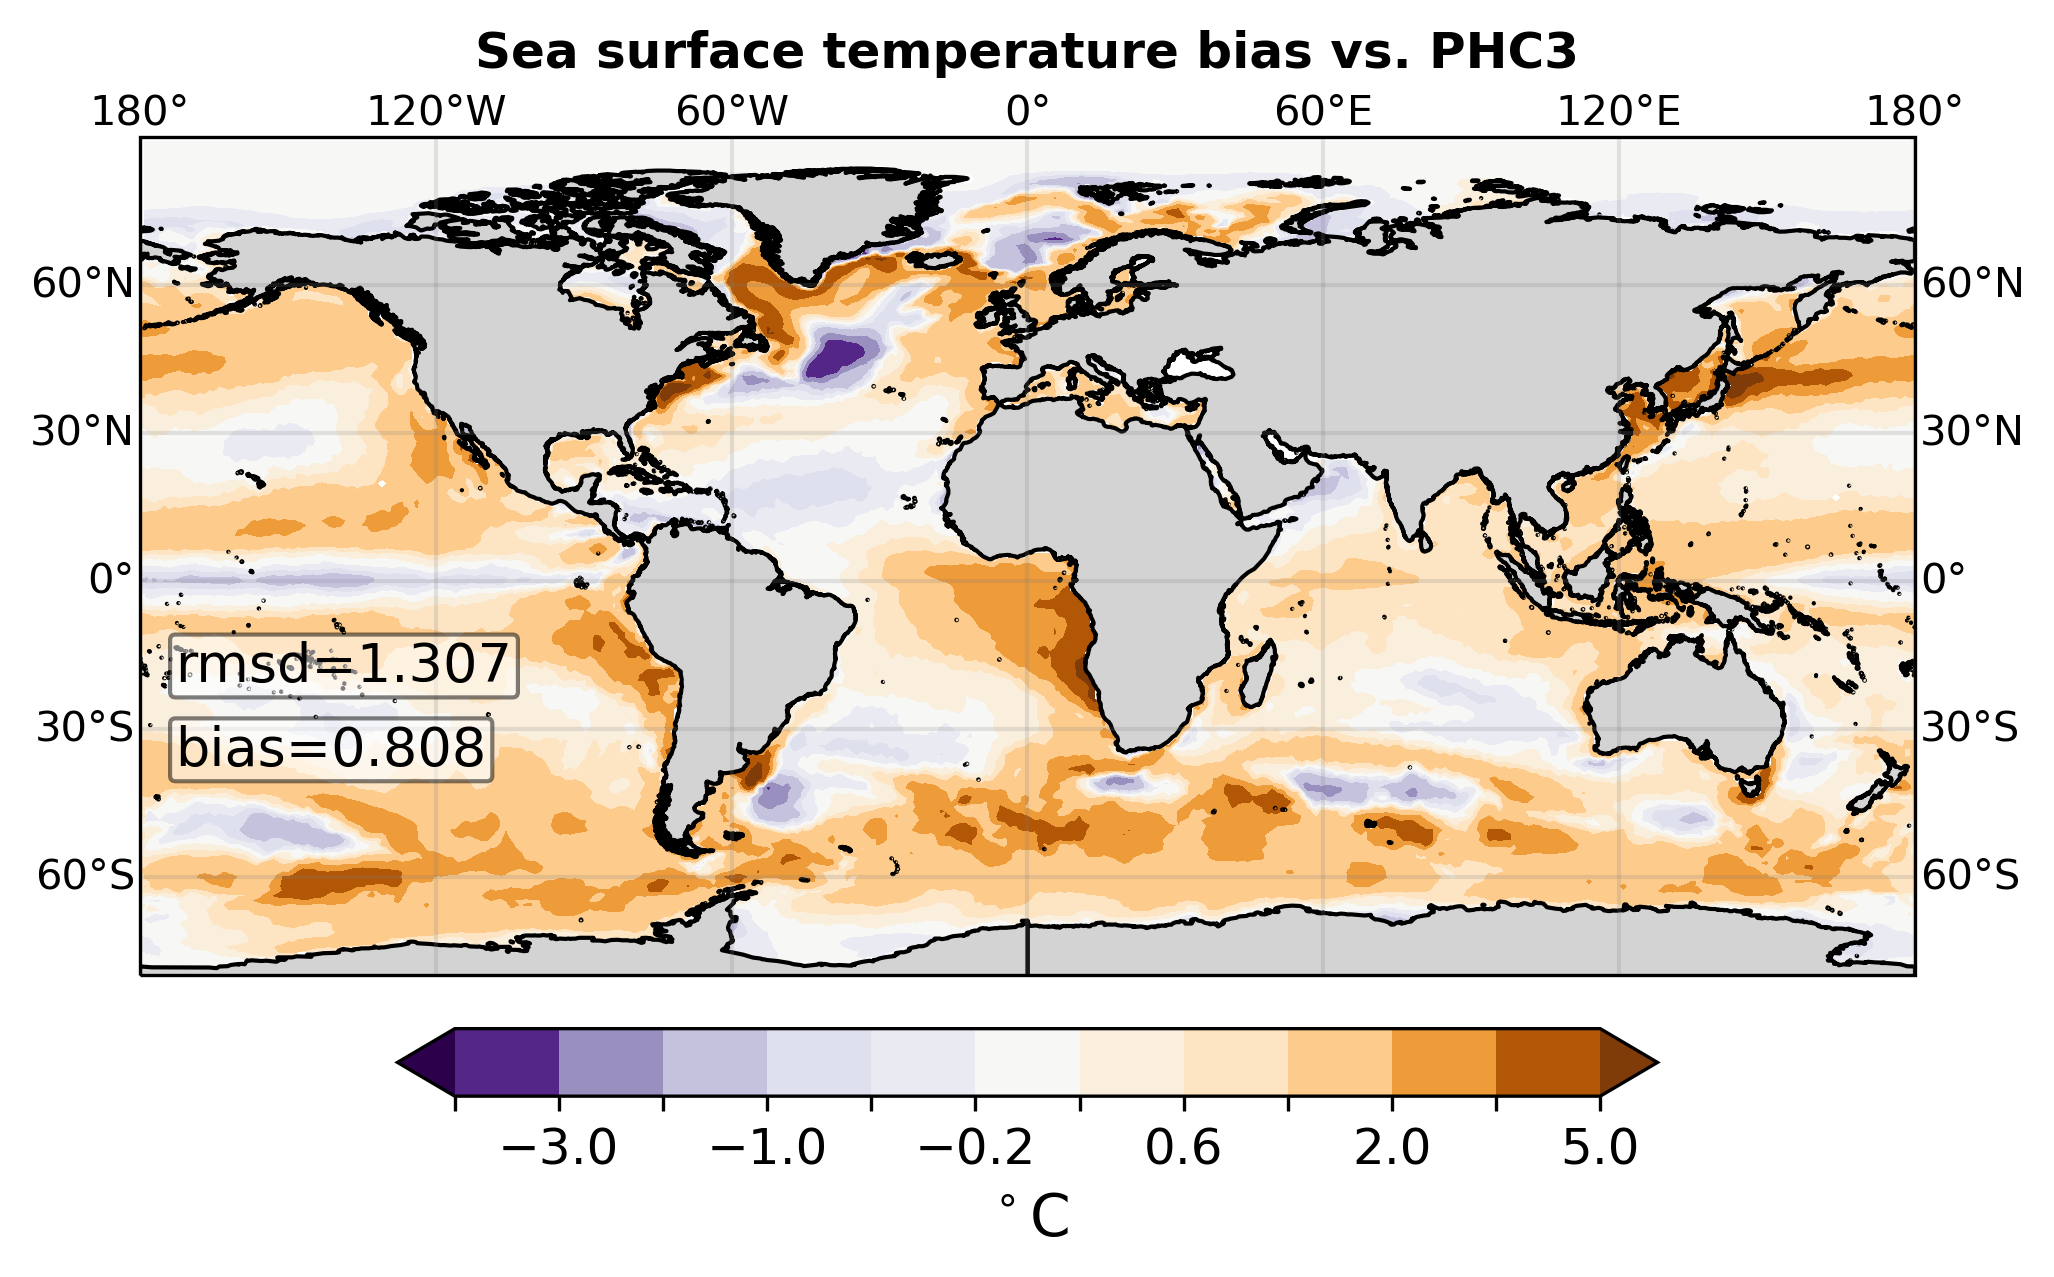 Sea surface temperature bias vs. PHC3
180° 120°W 60°W 0° 60°E 120°E 180°
60°N 60°N
30°N 30°N
0° 0°
rmsd=1.307
30°S 30°S
bias=0.808
60°S 60°S
−3.0 −1.0 −0.2 0.6 2.0 5.0
°C